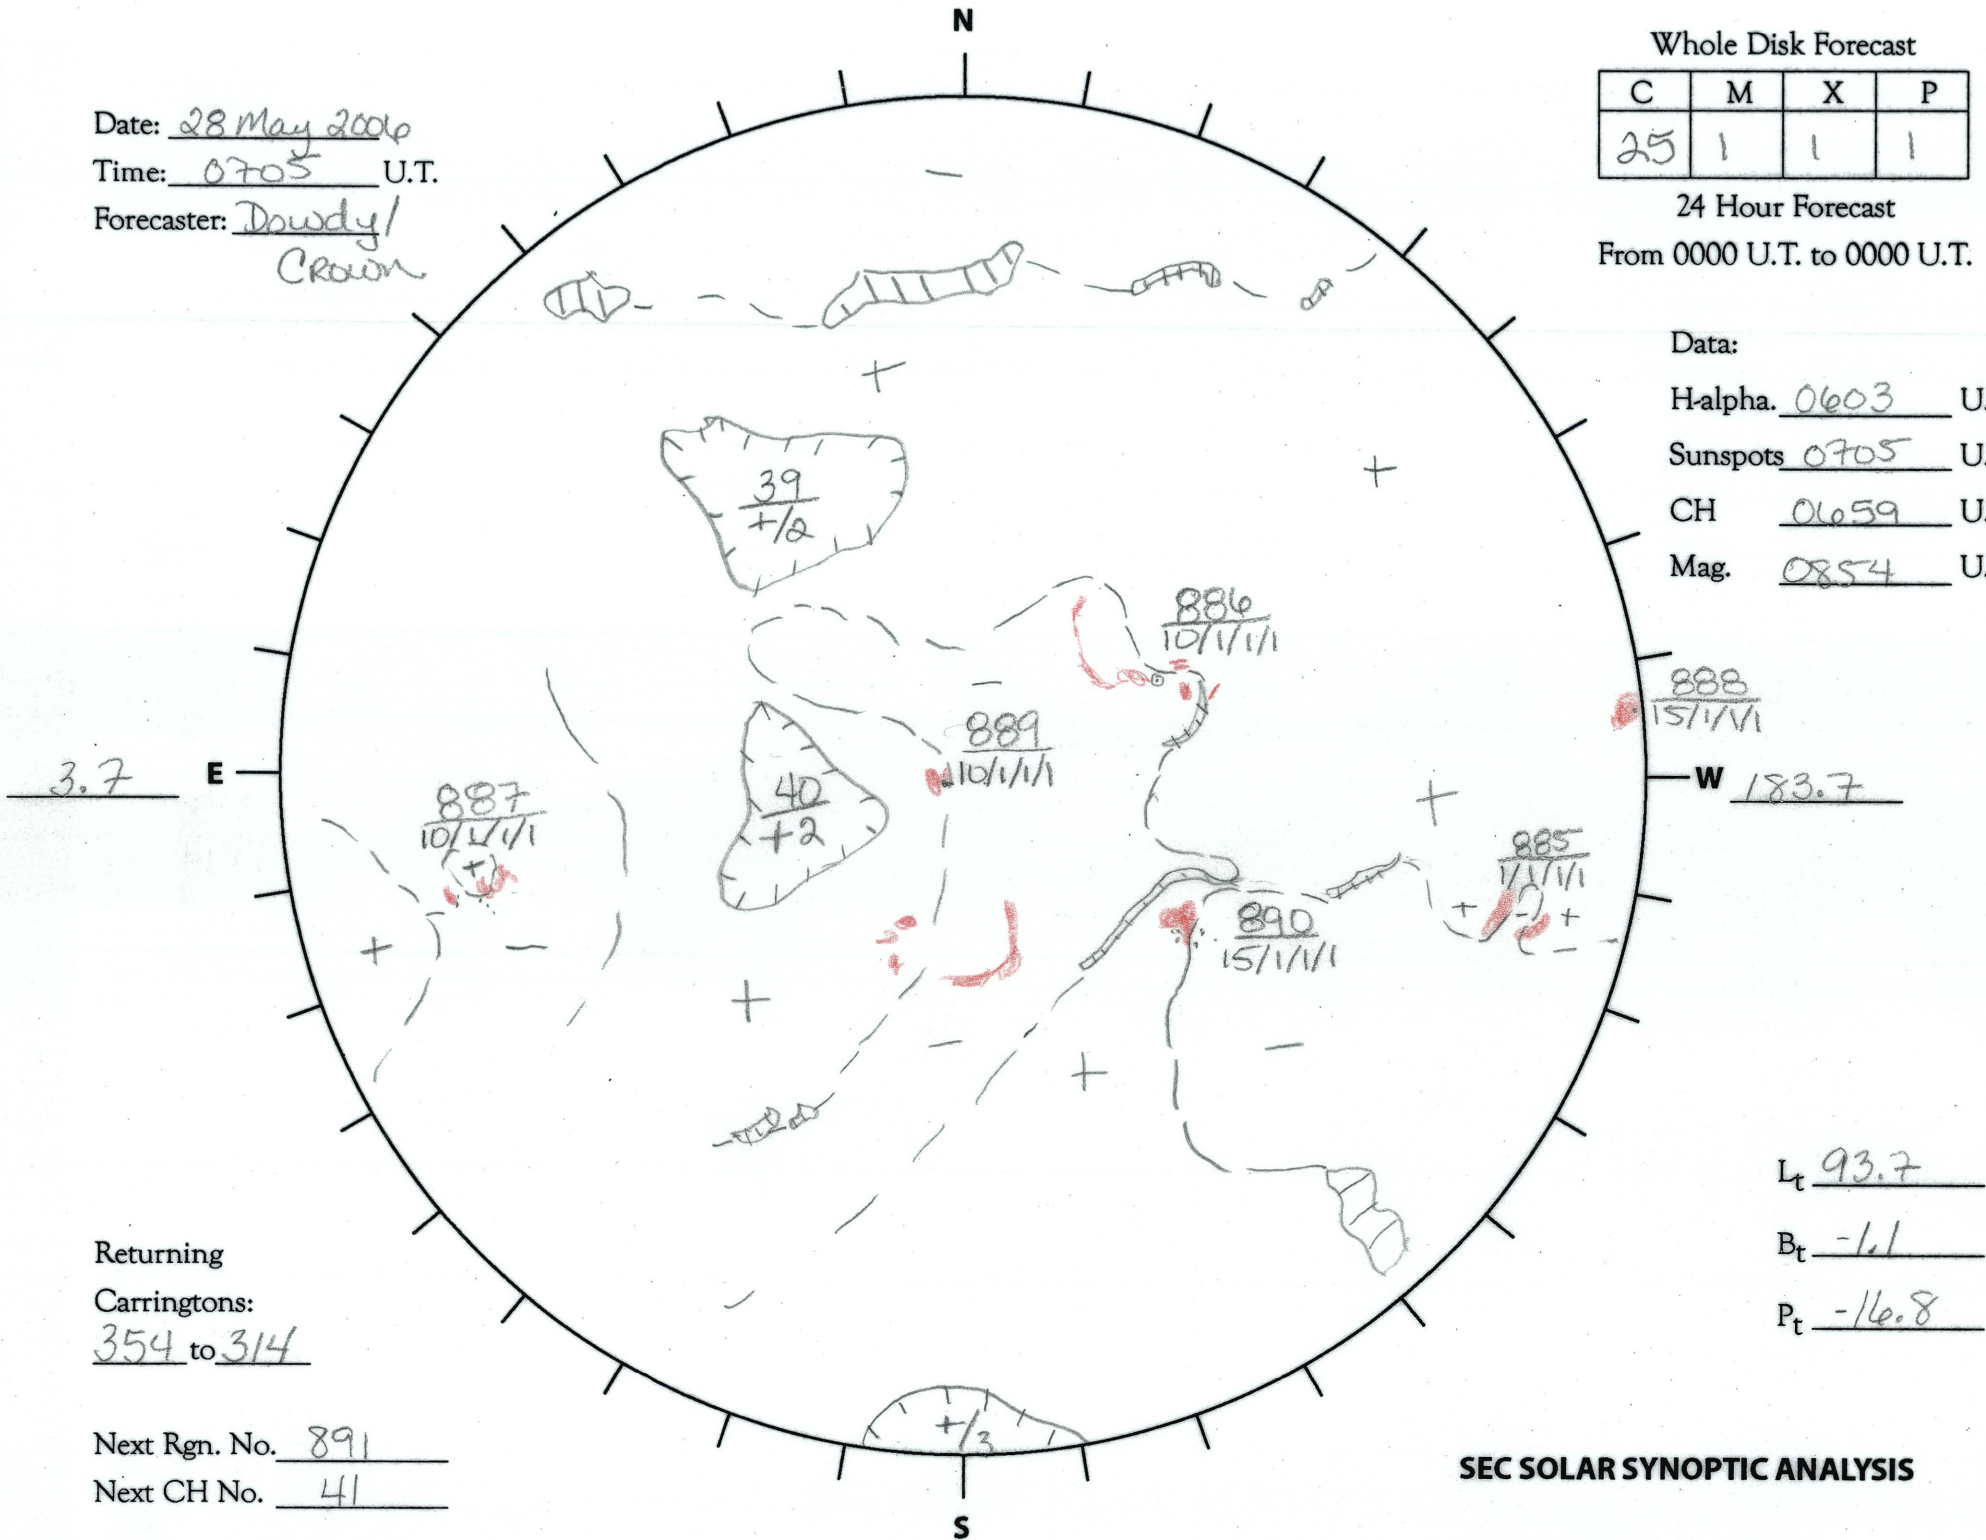 N
Whole Disk Forecast
C M X P
25 1 1 1
24 Hour Forecast
From 0000 U.T. to 0000 U.T.
Date: 28 May 2006
Time: 0705 U.T.
Forecaster: Dowdy/
Crown
Data:
H-alpha. 0603 U.
Sunspots 0705 U.
CH 0659 U.
Mag. 0854 U.
−
+
+
39
+/2
886
10/1/1/1
888
15/1/1/1
−
889
10/1/1/1
3.7 E
W 183.7
887
10/1/1/1
+
40
+2
+
885
1/1/1/1
+ − +
−
890
15/1/1/1
+ −
+
−
+
−
Lt 93.7
Bt -1.1
Pt -16.8
Returning
Carringtons:
354 to 314
+/3
Next Rgn. No. 891
Next CH No. 41
SEC SOLAR SYNOPTIC ANALYSIS
S